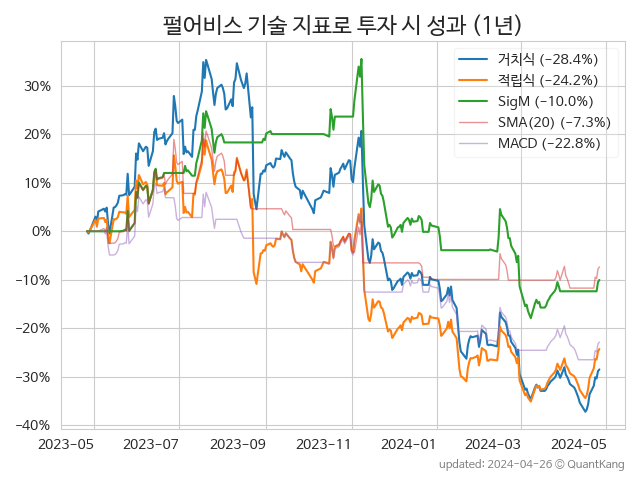 펄어비스 기술 지표로 투자 시 성과 (1년)
거치식 (−28.4%)
적립식 (−24.2%)
SigM (−10.0%)
SMA(20) (−7.3%)
MACD (−22.8%)
30%
20%
10%
0%
−10%
−20%
−30%
−40%
2023-05 2023-07 2023-09 2023-11 2024-01 2024-03 2024-05
updated: 2024-04-26 © QuantKang